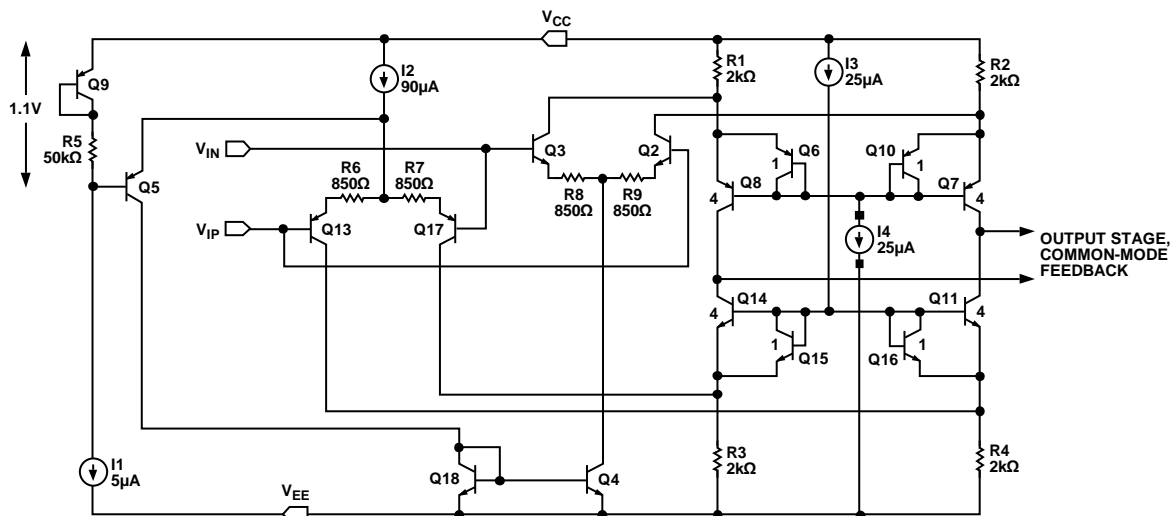 VCC
1.1V
Q9
I2
90µA
R1
2kΩ
I3
25µA
R2
2kΩ
R5
50kΩ
Q5
VIN
Q3
Q2
Q6
1
Q10
1
R6
850Ω
R7
850Ω
R8
850Ω
R9
850Ω
Q8
4
Q7
4
VIP
Q13
Q17
I4
25µA
OUTPUT STAGE,
COMMON-MODE
FEEDBACK
Q14
4
Q11
4
1
Q15
1
Q16
I1
5µA
Q18
Q4
R3
2kΩ
R4
2kΩ
VEE